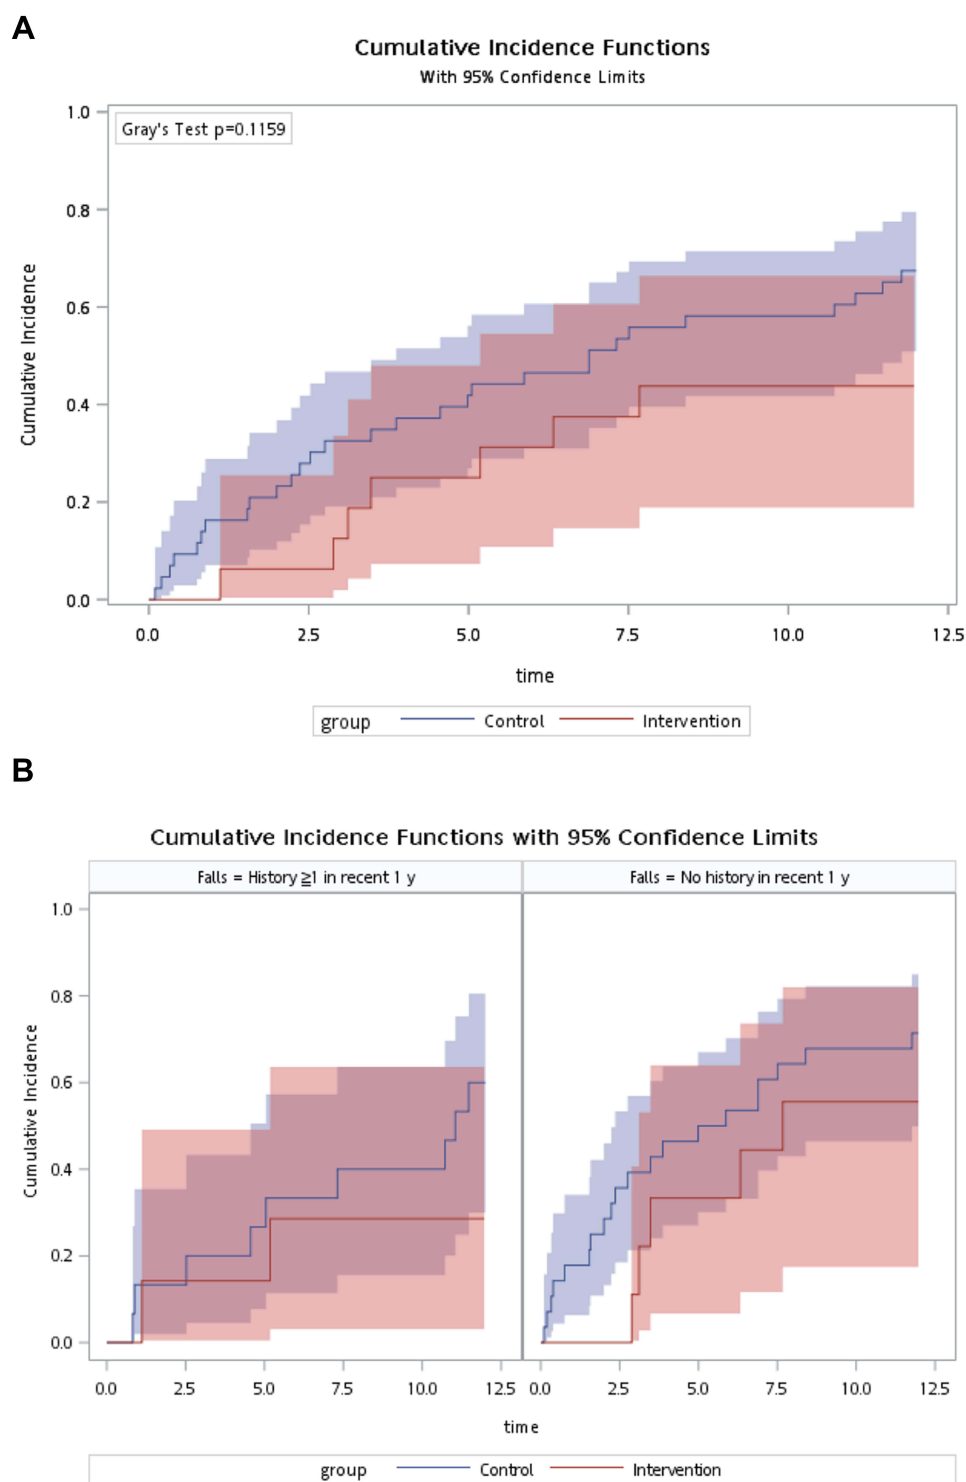 A
Cumulative Incidence Functions
With 95% Confidence Limits
Gray's Test p=0.1159
1.0
0.8
0.6
0.4
0.2
0.0
Cumulative Incidence
0.0 2.5 5.0 7.5 10.0 12.5
time
group Control Intervention
B
Cumulative Incidence Functions with 95% Confidence Limits
Falls = History ≧1 in recent 1 y Falls = No history in recent 1 y
1.0
0.8
0.6
0.4
0.2
0.0
Cumulative Incidence
0.0 2.5 5.0 7.5 10.0 12.5 0.0 2.5 5.0 7.5 10.0 12.5
time
group Control Intervention